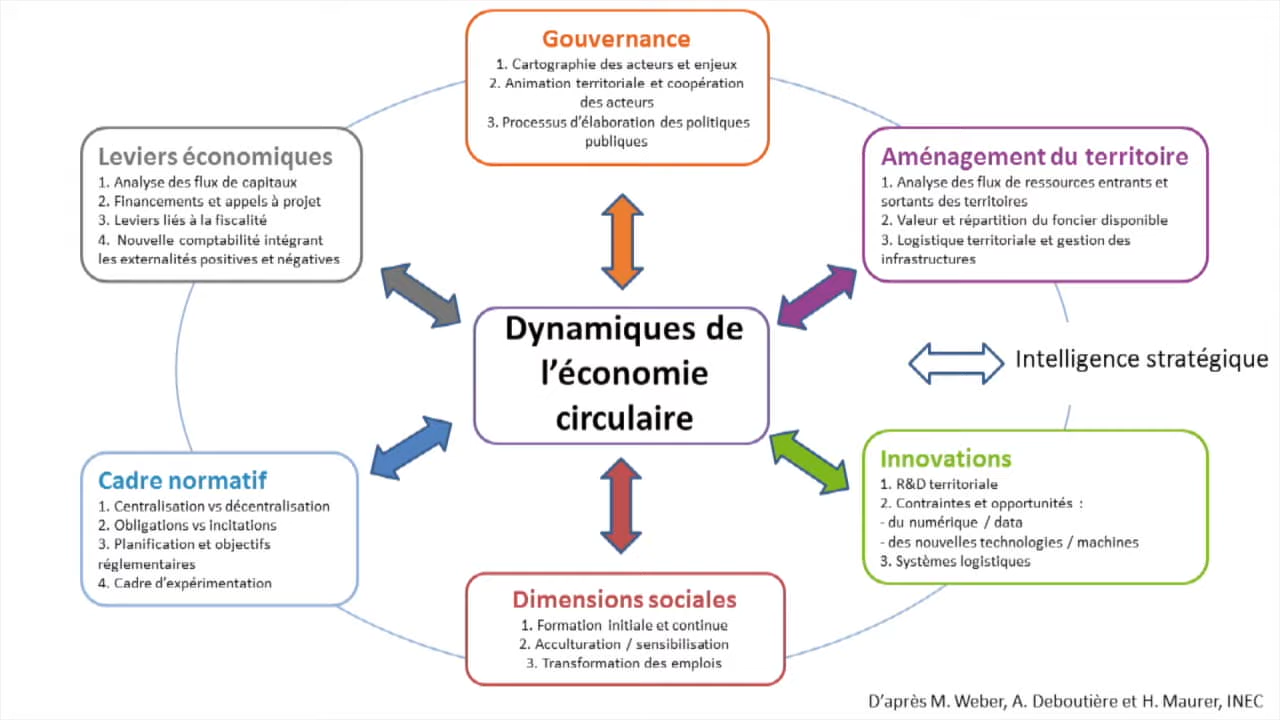 Gouvernance
1. Cartographie des acteurs et enjeux
2. Animation territoriale et coopération
des acteurs
3. Processus d'élaboration des politiques
publiques
Leviers économiques
1. Analyse des flux de capitaux
2. Financements et appels à projet
3. Leviers liés à la fiscalité
4. Nouvelle comptabilité intégrant
les externalités positives et négatives
Aménagement du territoire
1. Analyse des flux de ressources entrants et
sortants des territoires
2. Valeur et répartition du foncier disponible
3. Logistique territoriale et gestion des
infrastructures
Dynamiques de
l'économie
circulaire
Intelligence stratégique
Cadre normatif
1. Centralisation vs décentralisation
2. Obligations vs incitations
3. Planification et objectifs
réglementaires
4. Cadre d'expérimentation
Innovations
1. R&D territoriale
2. Contraintes et opportunités :
- du numérique / data
- des nouvelles technologies / machines
3. Systèmes logistiques
Dimensions sociales
1. Formation initiale et continue
2. Acculturation / sensibilisation
3. Transformation des emplois
D'après M. Weber, A. Deboutière et H. Maurer, INEC